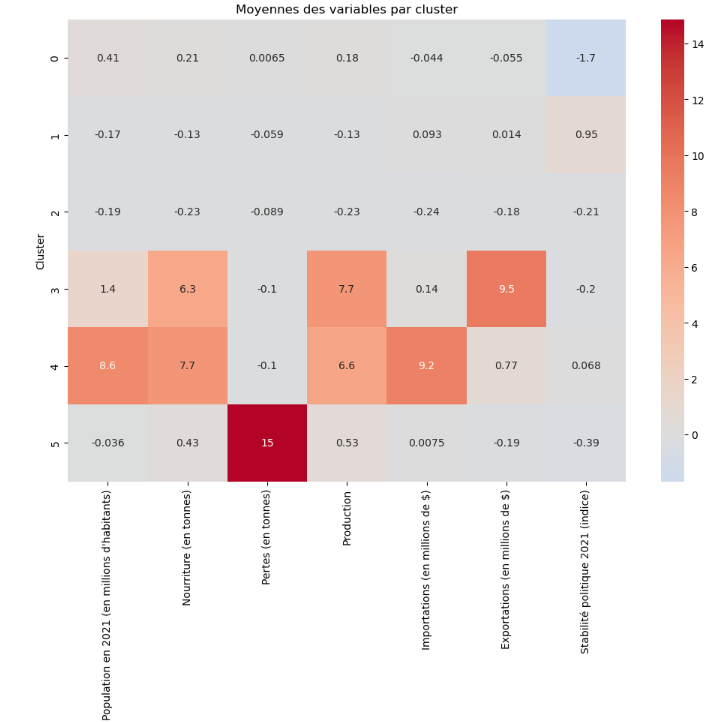 Moyennes des variables par cluster
0 0.41 0.21 0.0065 0.18 -0.044 -0.055 -1.7
1 -0.17 -0.13 -0.059 -0.13 0.093 0.014 0.95
2 -0.19 -0.23 -0.089 -0.23 -0.24 -0.18 -0.21
3 1.4 6.3 -0.1 7.7 0.14 9.5 -0.2
4 8.6 7.7 -0.1 6.6 9.2 0.77 0.068
5 -0.036 0.43 15 0.53 0.0075 -0.19 -0.39
Cluster
Population en 2021 (en millions d'habitants)
Nourriture (en tonnes)
Pertes (en tonnes)
Production
Importations (en millions de $)
Exportations (en millions de $)
Stabilité politique 2021 (indice)
14
12
10
8
6
4
2
0